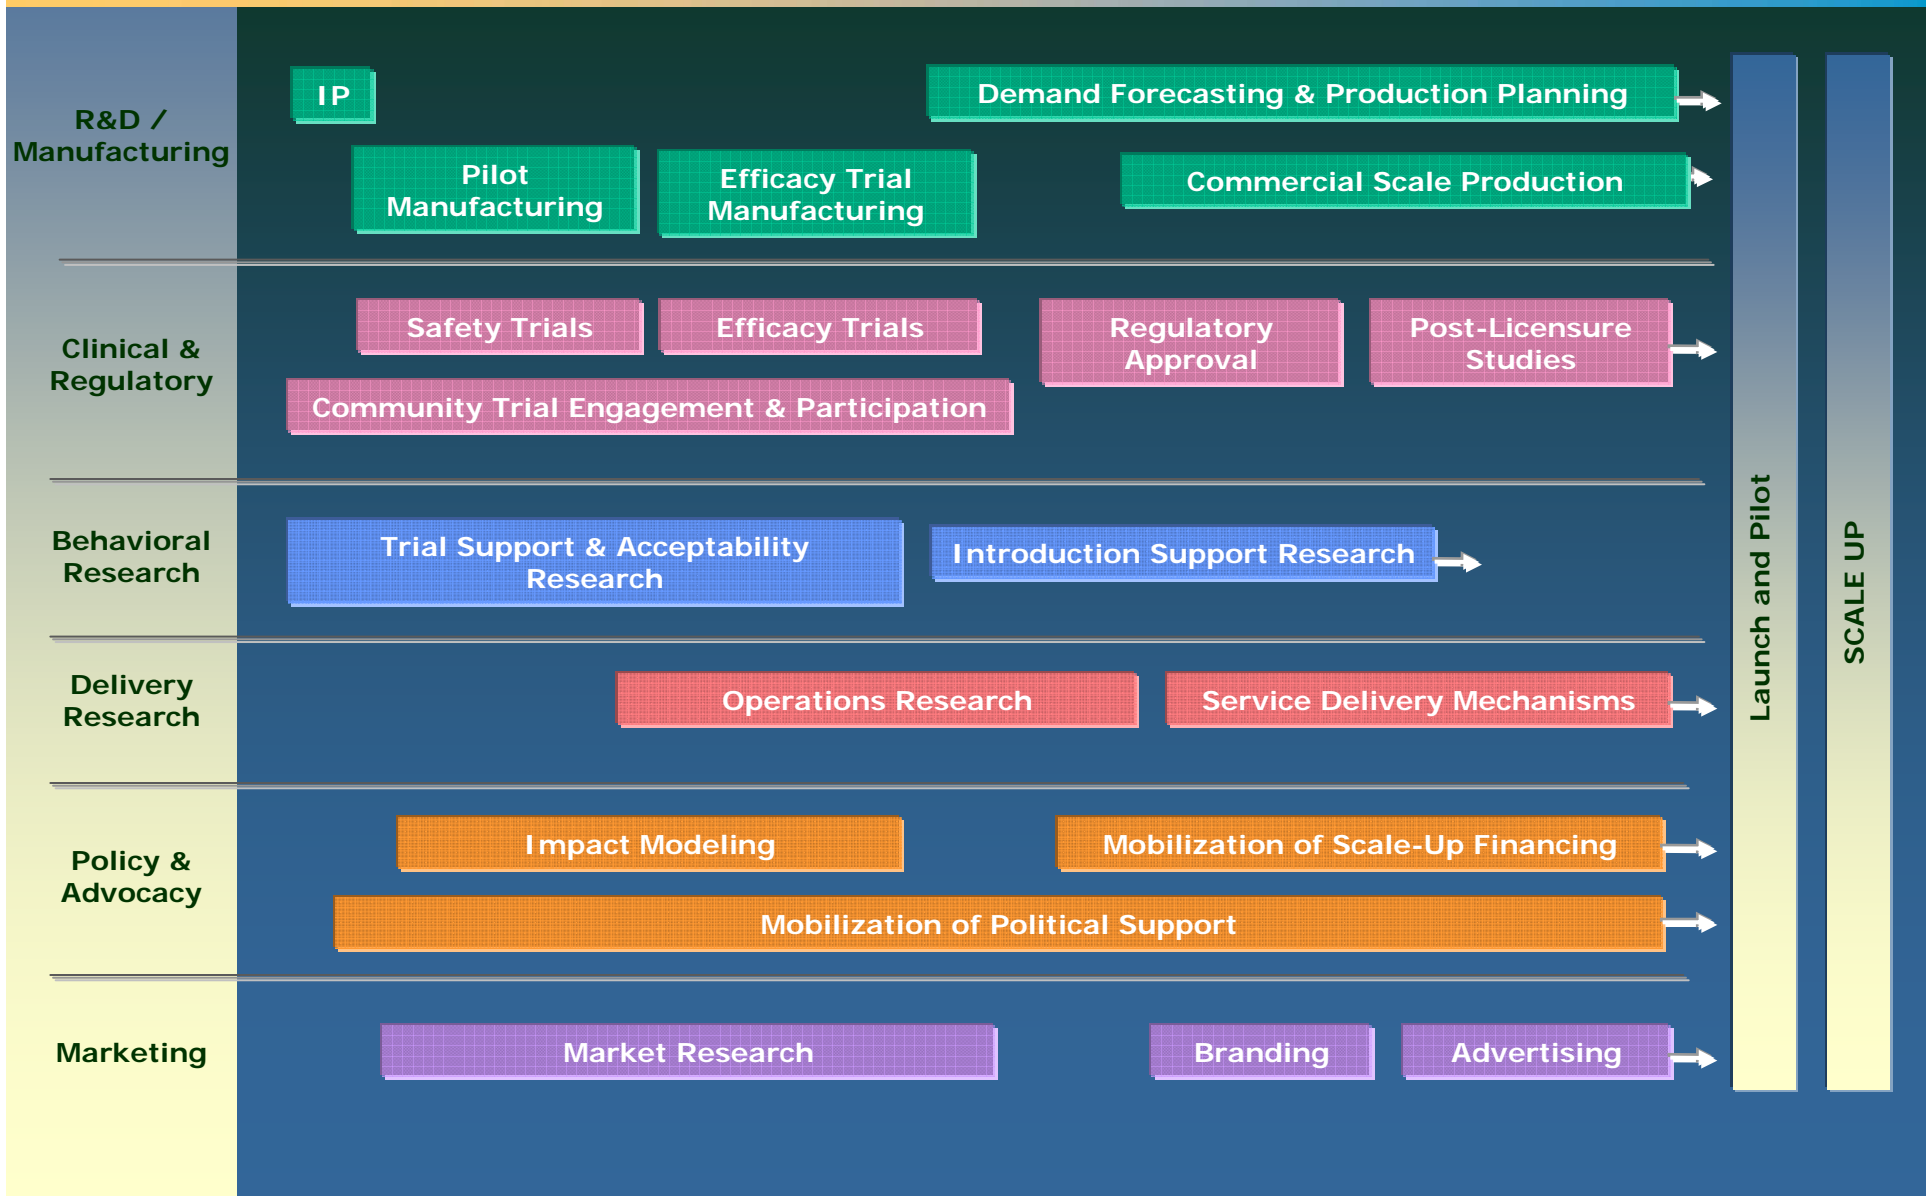 R&D /
Manufacturing
IP
Demand Forecasting & Production Planning
Pilot
Manufacturing
Efficacy Trial
Manufacturing
Commercial Scale Production
Clinical &
Regulatory
Safety Trials
Efficacy Trials
Regulatory
Approval
Post-Licensure
Studies
Community Trial Engagement & Participation
Behavioral
Research
Trial Support & Acceptability
Research
Introduction Support Research
Delivery
Research
Operations Research
Service Delivery Mechanisms
Policy &
Advocacy
Impact Modeling
Mobilization of Scale-Up Financing
Mobilization of Political Support
Marketing
Market Research
Branding
Advertising
Launch and Pilot
SCALE UP